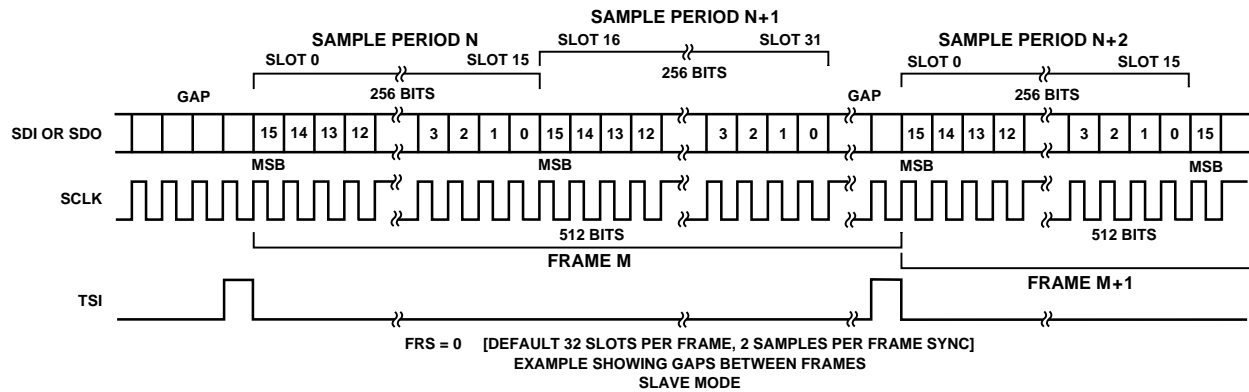 SAMPLE PERIOD N+1
SAMPLE PERIOD N
SLOT 16
SLOT 31
SAMPLE PERIOD N+2
SLOT 0
SLOT 15
256 BITS
SLOT 0
SLOT 15
GAP
256 BITS
GAP
256 BITS
SDI OR SDO
15 14 13 12 3 2 1 0 15 14 13 12 3 2 1 0 15 14 13 12 3 2 1 0 15
MSB
MSB
MSB
MSB
SCLK
512 BITS
512 BITS
FRAME M
FRAME M+1
TSI
FRS = 0 [DEFAULT 32 SLOTS PER FRAME, 2 SAMPLES PER FRAME SYNC]
EXAMPLE SHOWING GAPS BETWEEN FRAMES
SLAVE MODE